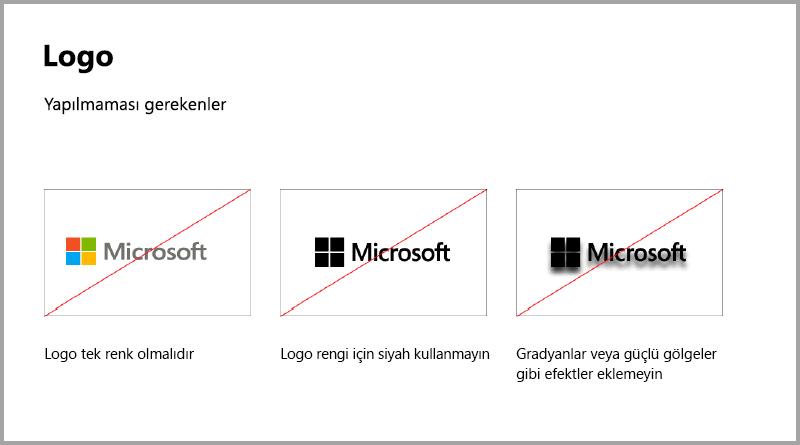 Logo
Yapılmaması gerekenler
Microsoft
Microsoft
Microsoft
Logo tek renk olmalıdır
Logo rengi için siyah kullanmayın
Gradyanlar veya güçlü gölgeler
gibi efektler eklemeyin